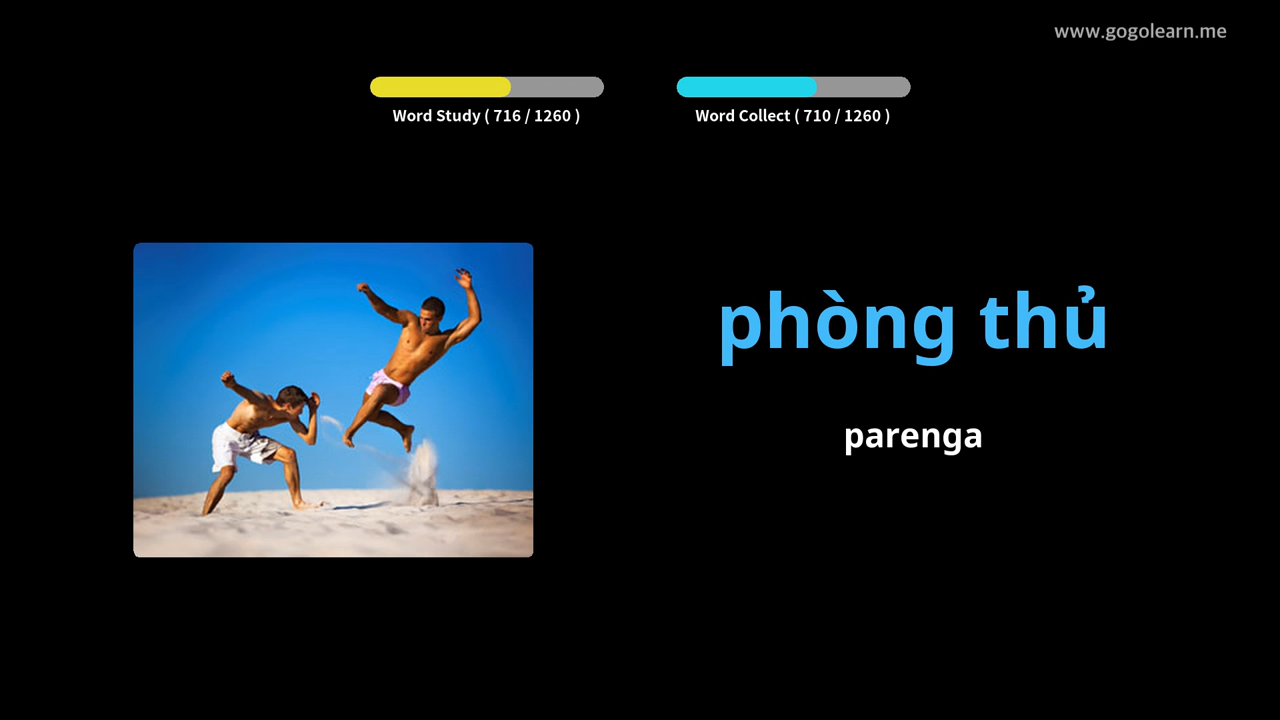 www.gogolearn.me
Word Study ( 716 / 1260 )
Word Collect ( 710 / 1260 )
phòng thủ
parenga